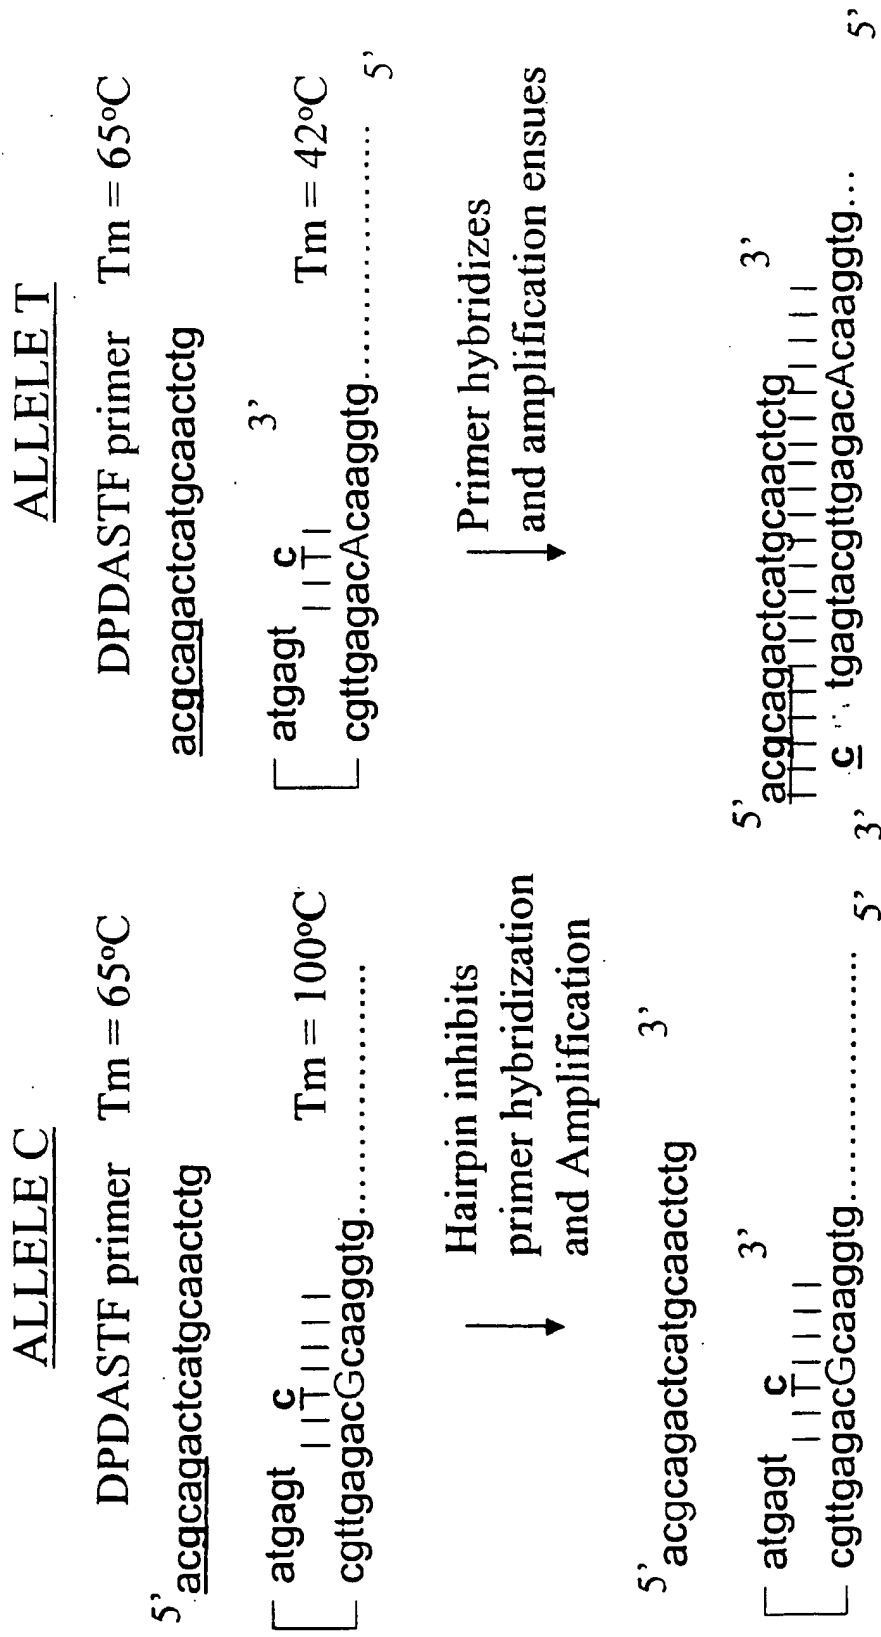 ALLELE C
DPDASTF primer Tm = 65°C
5’ acgcagactcatgcaactctg
atgagt c
cgttgagacGcaaggtg.................... Tm = 100°C
Hairpin inhibits
primer hybridization
and Amplification
5’ acgcagactcatgcaactctg 3’
atgagt c 3’
cgttgagacGcaaggtg.................... 5’
ALLELE T
DPDASTF primer Tm = 65°C
acgcagactcatgcaactctg
atgagt c 3’
Tm = 42°C
cgttgagacAcaaggtg.................... 5’
Primer hybridizes
and amplification ensues
5’ acgcagactcatgcaactctg 3’
3’ c tgagtacgttgagacAcaaggtg... 5’